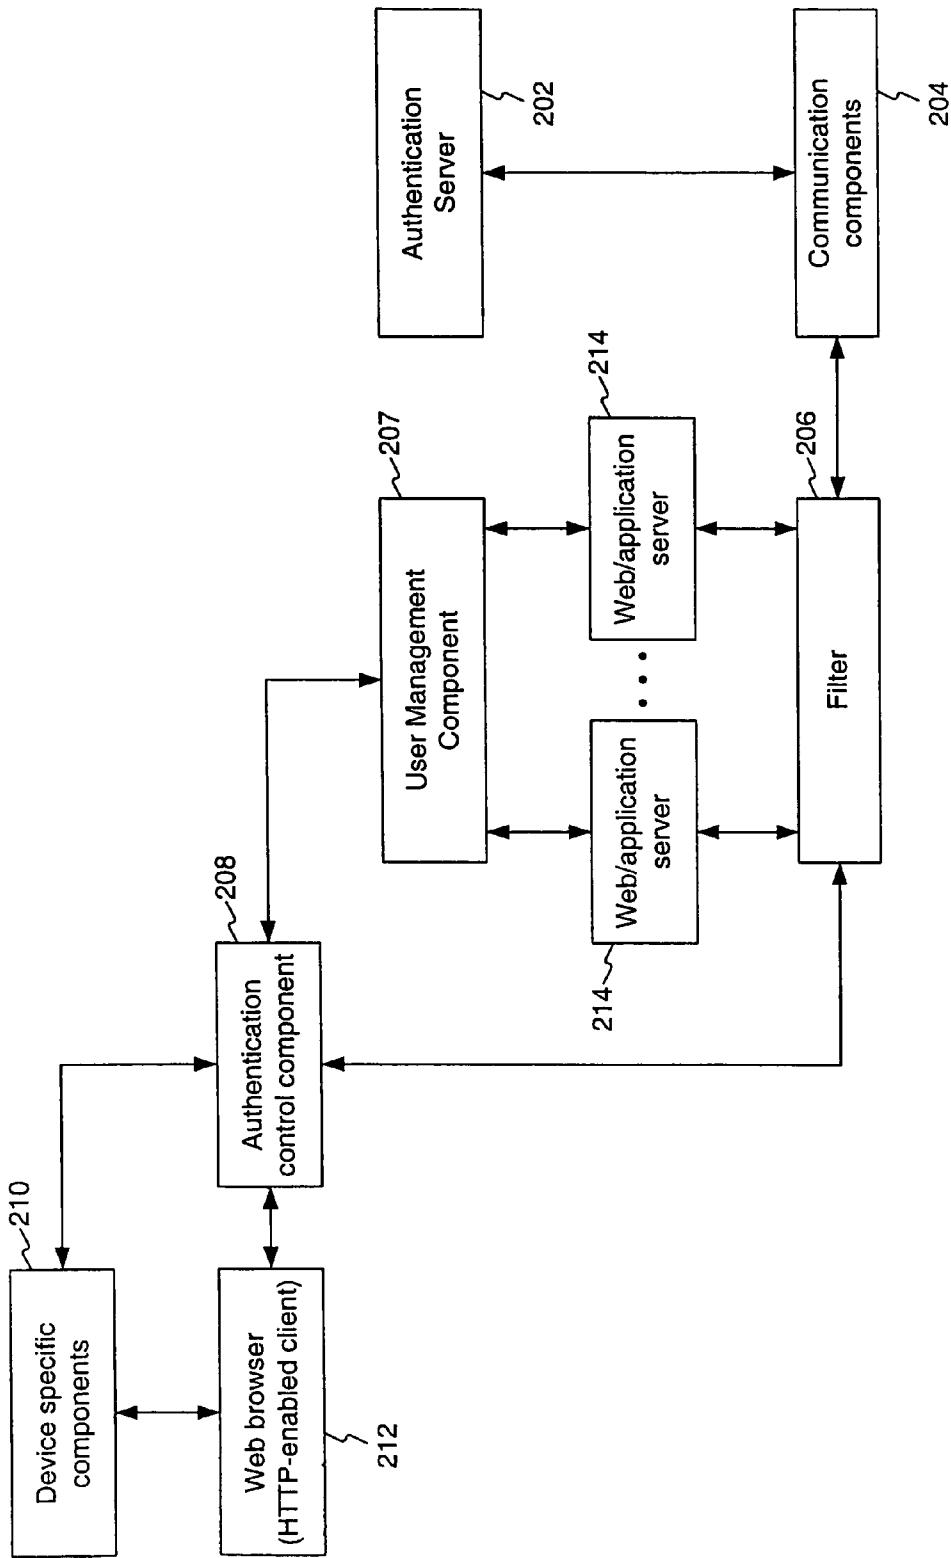 Device specific
components
210
Web browser
(HTTP-enabled client)
212
Authentication
control component
208
User Management
Component
207
Web/application
server
214
Web/application
server
214
Filter
206
Authentication
Server
202
Communication
components
204